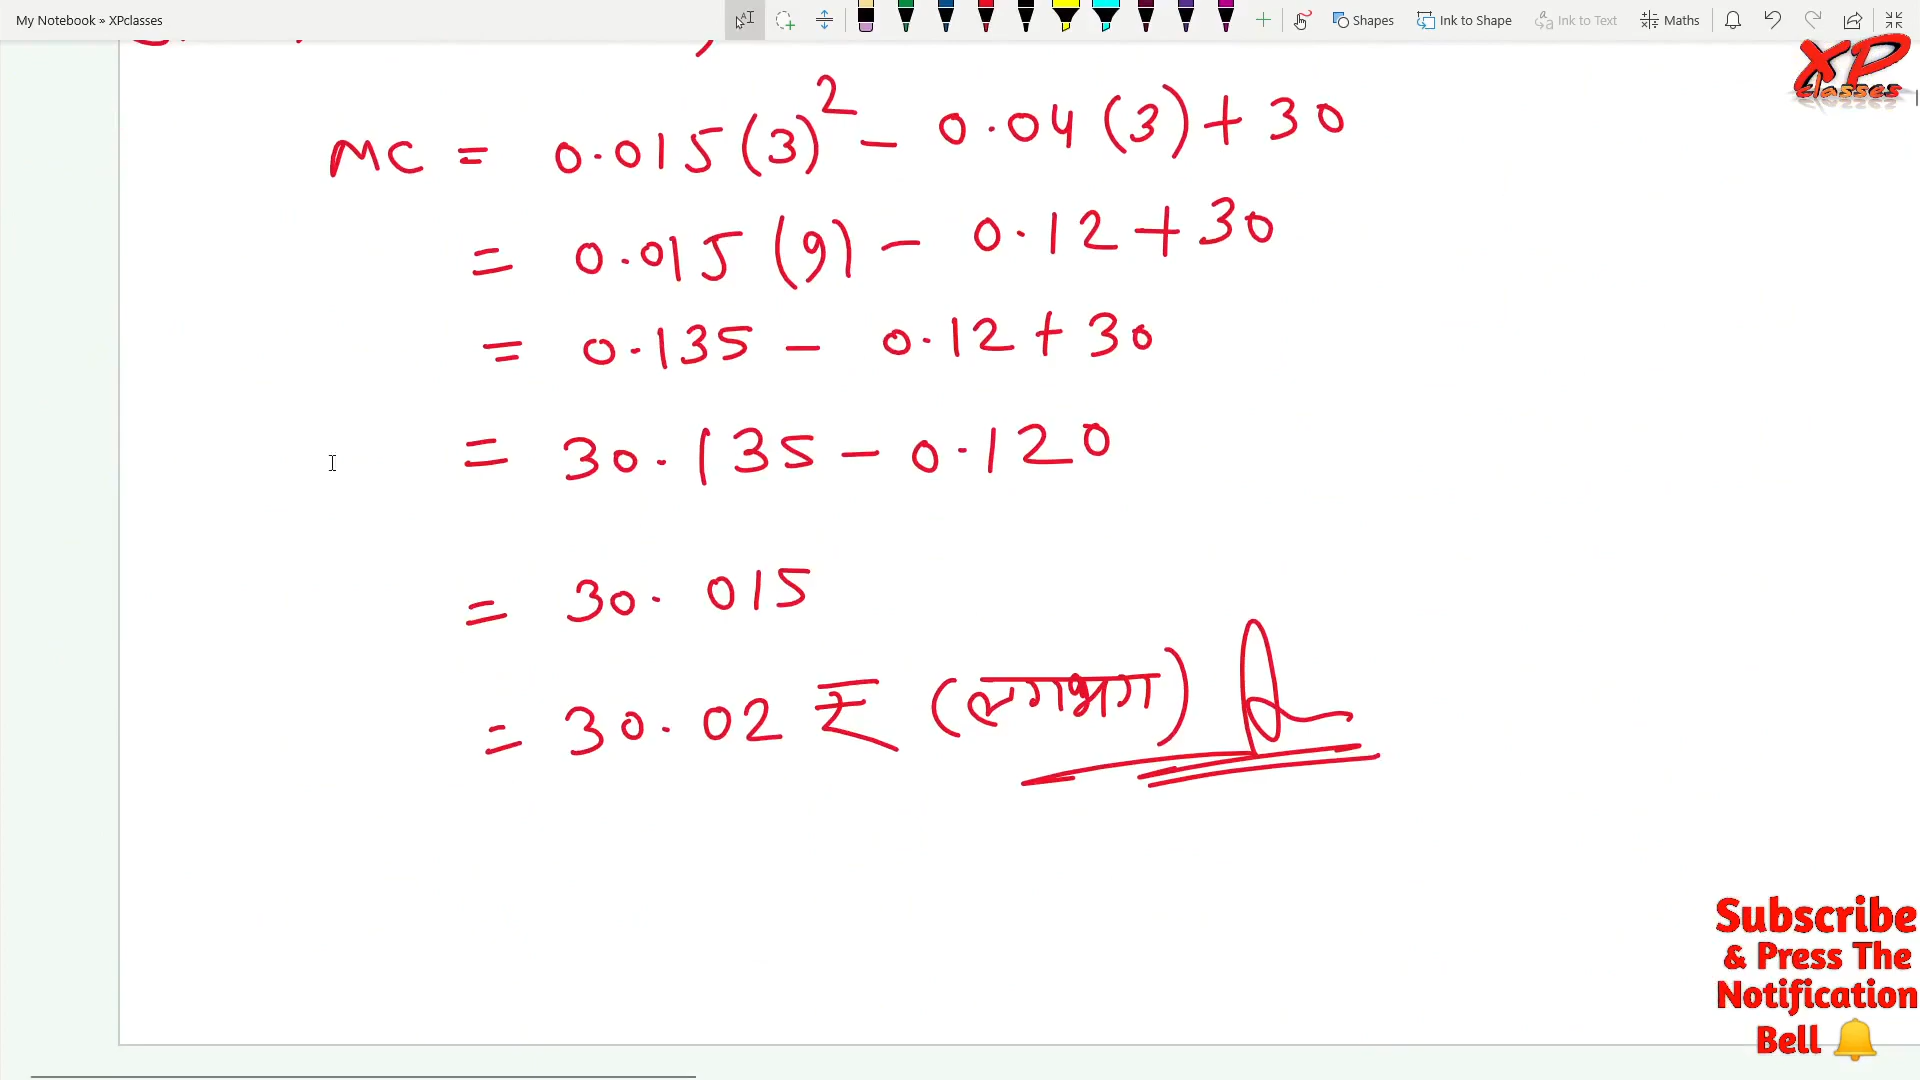 My Notebook » XPclasses
Shapes Ink to Shape Ink to Text Maths
XP
classes
MC = 0.015(3)² - 0.04(3)+30
= 0.015(9) - 0.12+30
= 0.135 - 0.12+30
= 30.135 - 0.120
= 30.015
= 30.02 ₹ (लगभग)
Subscribe
& Press The
Notification
Bell